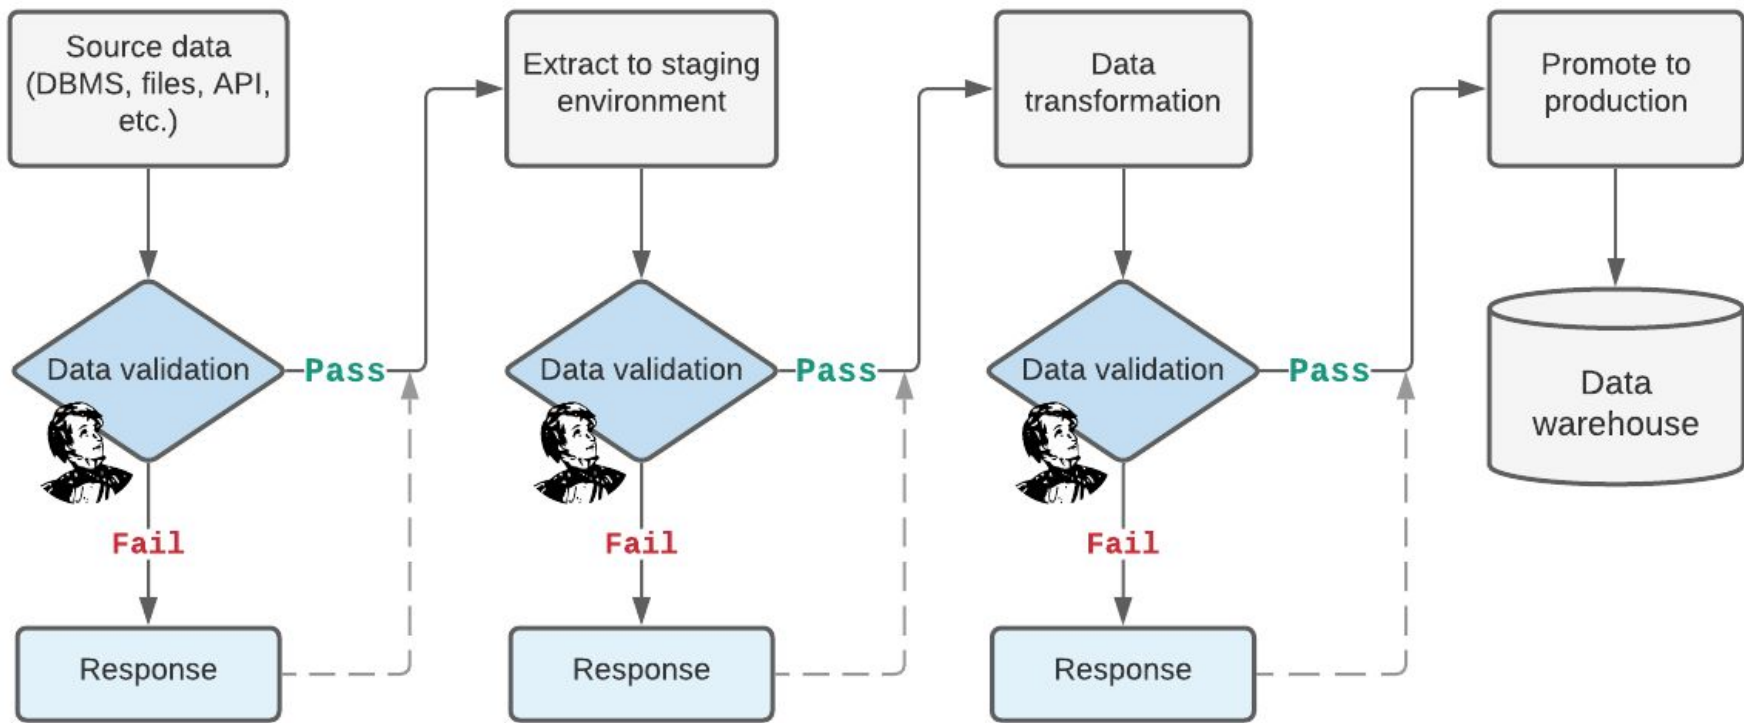 Source data
(DBMS, files, API,
etc.)
Extract to staging
environment
Data
transformation
Promote to
production
Data validation
Pass
Data validation
Pass
Data validation
Pass
Data
warehouse
Fail
Fail
Fail
Response
Response
Response